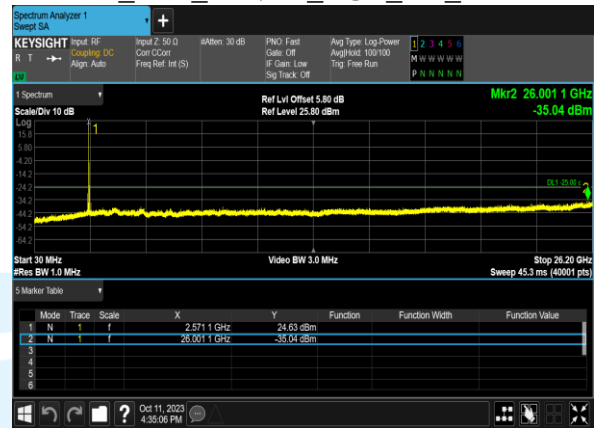 Spectrum Analyzer 1
Swept SA
+
KEYSIGHT
R T
LV
Input: RF
Coupling: DC
Align: Auto
Input Z: 50 Ω
Corr CCorr
Freq Ref: Int (S)
#Atten: 30 dB
PNO: Fast
Gate: Off
IF Gain: Low
Sig Track: Off
Avg Type: Log-Power
Avg|Hold: 100/100
Trig: Free Run
1 2 3 4 5 6
M W W W W W
P N N N N N
1 Spectrum
Scale/Div 10 dB
Ref Lvl Offset 5.80 dB
Ref Level 25.80 dBm
Mkr2 26.001 1 GHz
-35.04 dBm
Log
15.8
5.80
-4.20
-14.2
-24.2
-34.2
-44.2
-54.2
-64.2
1
DL1 -25.00
Start 30 MHz
#Res BW 1.0 MHz
Video BW 3.0 MHz
Stop 26.20 GHz
Sweep 45.3 ms (40001 pts)
5 Marker Table
Mode Trace Scale X Y Function Function Width Function Value
1 N 1 f 2.571 1 GHz 24.63 dBm
2 N 1 f 26.001 1 GHz -35.04 dBm
3
4
5
6
?
Oct 11, 2023
4:35:06 PM